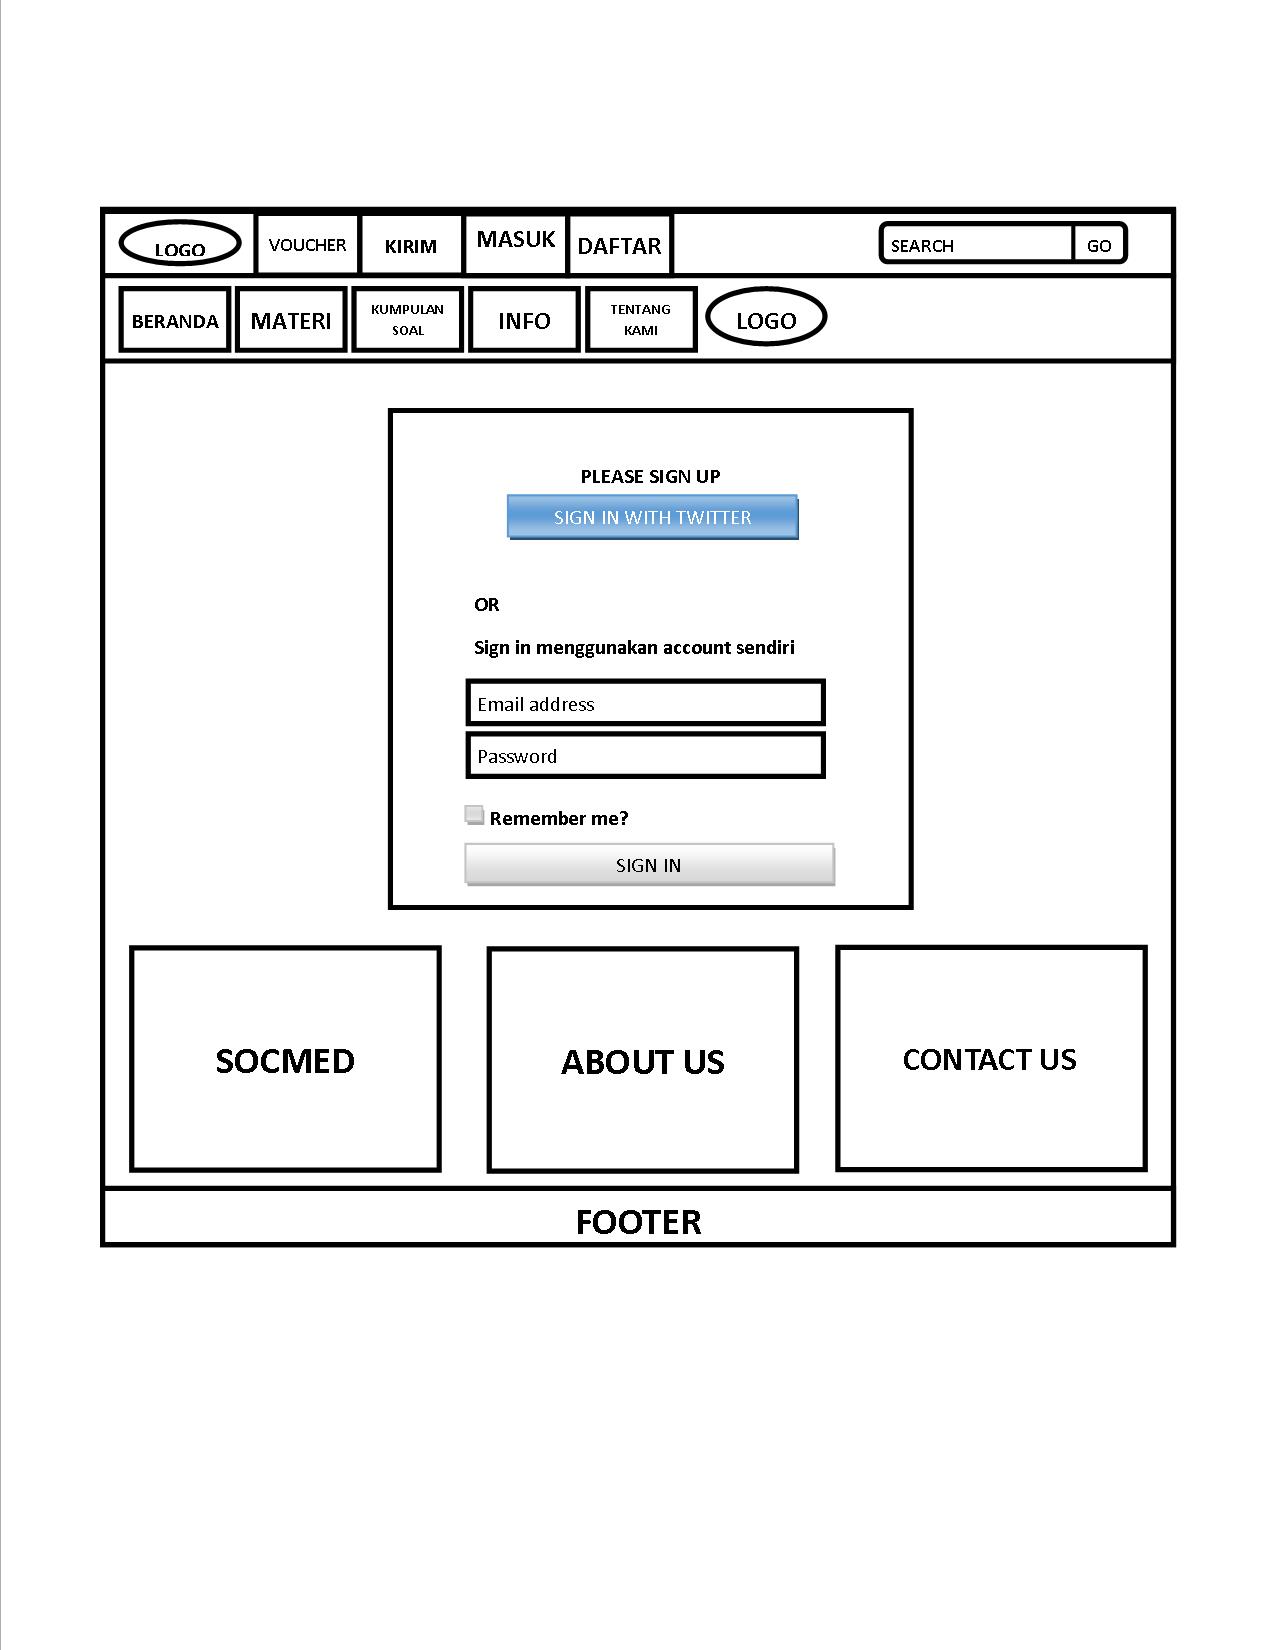 LOGO
VOUCHER
KIRIM
MASUK
DAFTAR
SEARCH
GO
BERANDA
MATERI
KUMPULAN
SOAL
INFO
TENTANG
KAMI
LOGO
PLEASE SIGN UP
SIGN IN WITH TWITTER
OR
Sign in menggunakan account sendiri
Email address
Password
Remember me?
SIGN IN
SOCMED
ABOUT US
CONTACT US
FOOTER